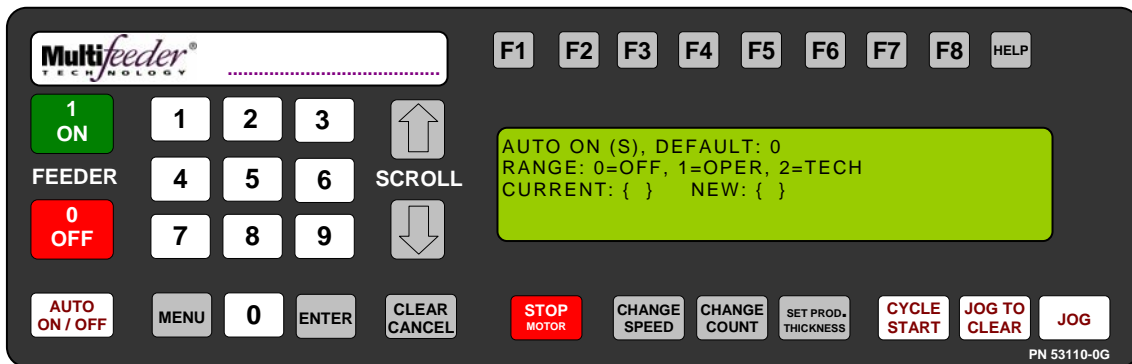 Multifeeder®
TECHNOLOGY
F1 F2 F3 F4 F5 F6 F7 F8 HELP
1
ON
FEEDER
0
OFF
1 2 3
4 5 6
7 8 9
SCROLL
AUTO ON (S), DEFAULT: 0
RANGE: 0=OFF, 1=OPER, 2=TECH
CURRENT: { } NEW: { }
AUTO
ON / OFF
MENU
0
ENTER
CLEAR
CANCEL
STOP
MOTOR
CHANGE
SPEED
CHANGE
COUNT
SET PROD.
THICKNESS
CYCLE
START
JOG TO
CLEAR
JOG
PN 53110-0G